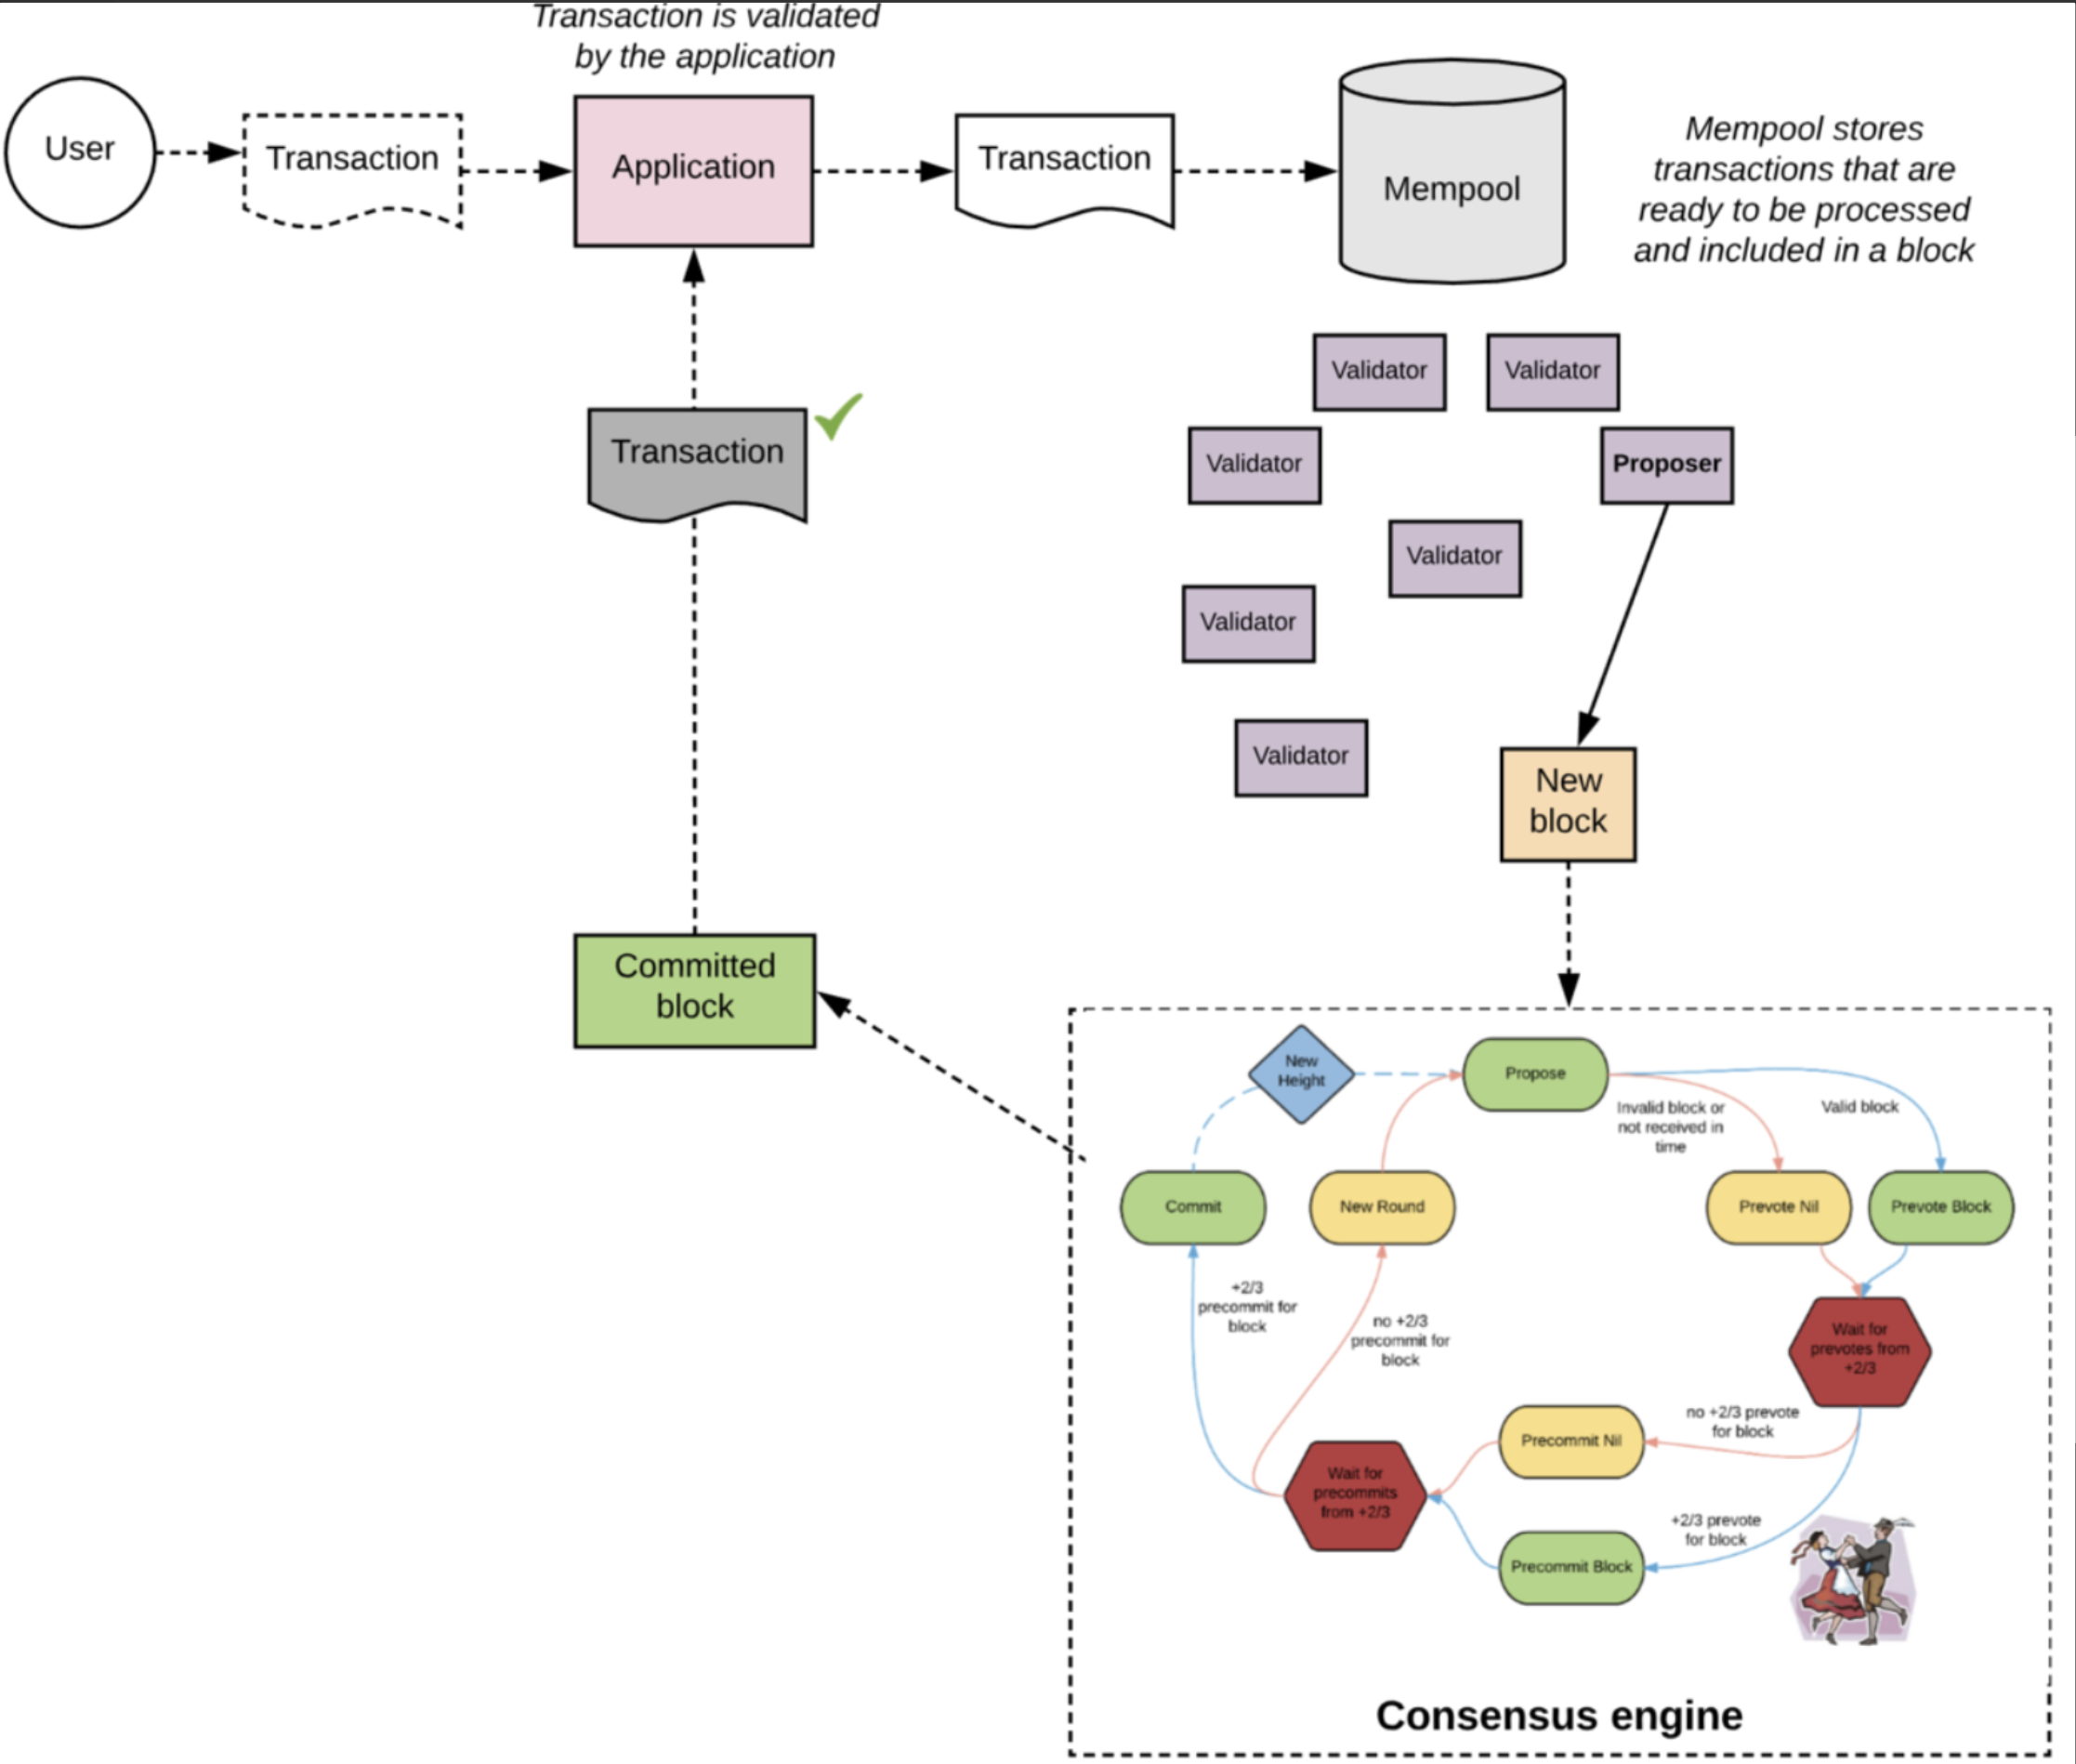 Transaction is validated
by the application
User
Transaction
Application
Transaction
Mempool
Mempool stores
transactions that are
ready to be processed
and included in a block
Validator
Validator
Validator
Proposer
Transaction
Validator
Validator
Validator
New
block
Committed
block
New
Height
Propose
Invalid block or
not received in
time
Valid block
Commit
New Round
Prevote Nil
Prevote Block
+2/3
precommit for
block
no +2/3
precommit for
block
Wait for
prevotes from
+2/3
no +2/3 prevote
for block
Precommit Nil
Wait for
precommits
from +2/3
+2/3 prevote
for block
Precommit Block
Consensus engine